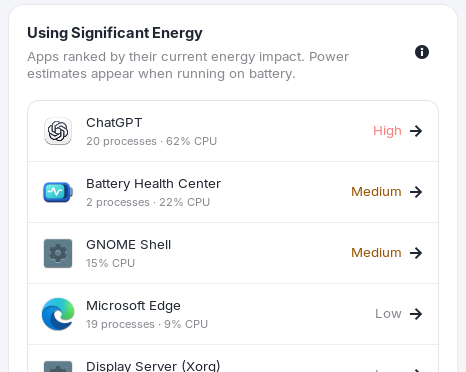 Using Significant Energy
Apps ranked by their current energy impact. Power
estimates appear when running on battery.
ChatGPT
20 processes · 62% CPU
High
Battery Health Center
2 processes · 22% CPU
Medium
GNOME Shell
15% CPU
Medium
Microsoft Edge
19 processes · 9% CPU
Low
Display Server (Xorg)